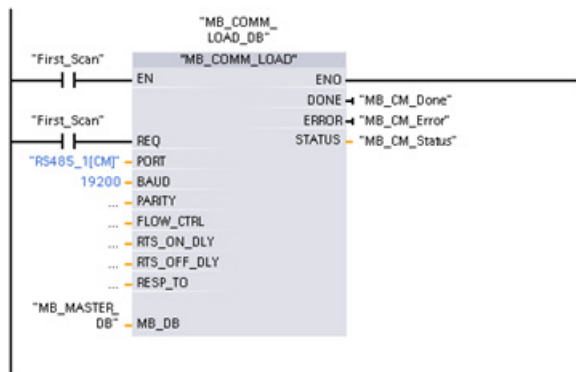 "MB_COMM_
LOAD_DB"
"First_Scan"
"MB_COMM_LOAD"
EN
ENO
DONE
"MB_CM_Done"
"First_Scan"
ERROR
"MB_CM_Error"
REQ
STATUS
"MB_CM_Status"
"RS485_1[CM]"
PORT
19200
BAUD
...
PARITY
...
FLOW_CTRL
...
RTS_ON_DLY
...
RTS_OFF_DLY
...
RESP_TO
"MB_MASTER_
DB"
MB_DB